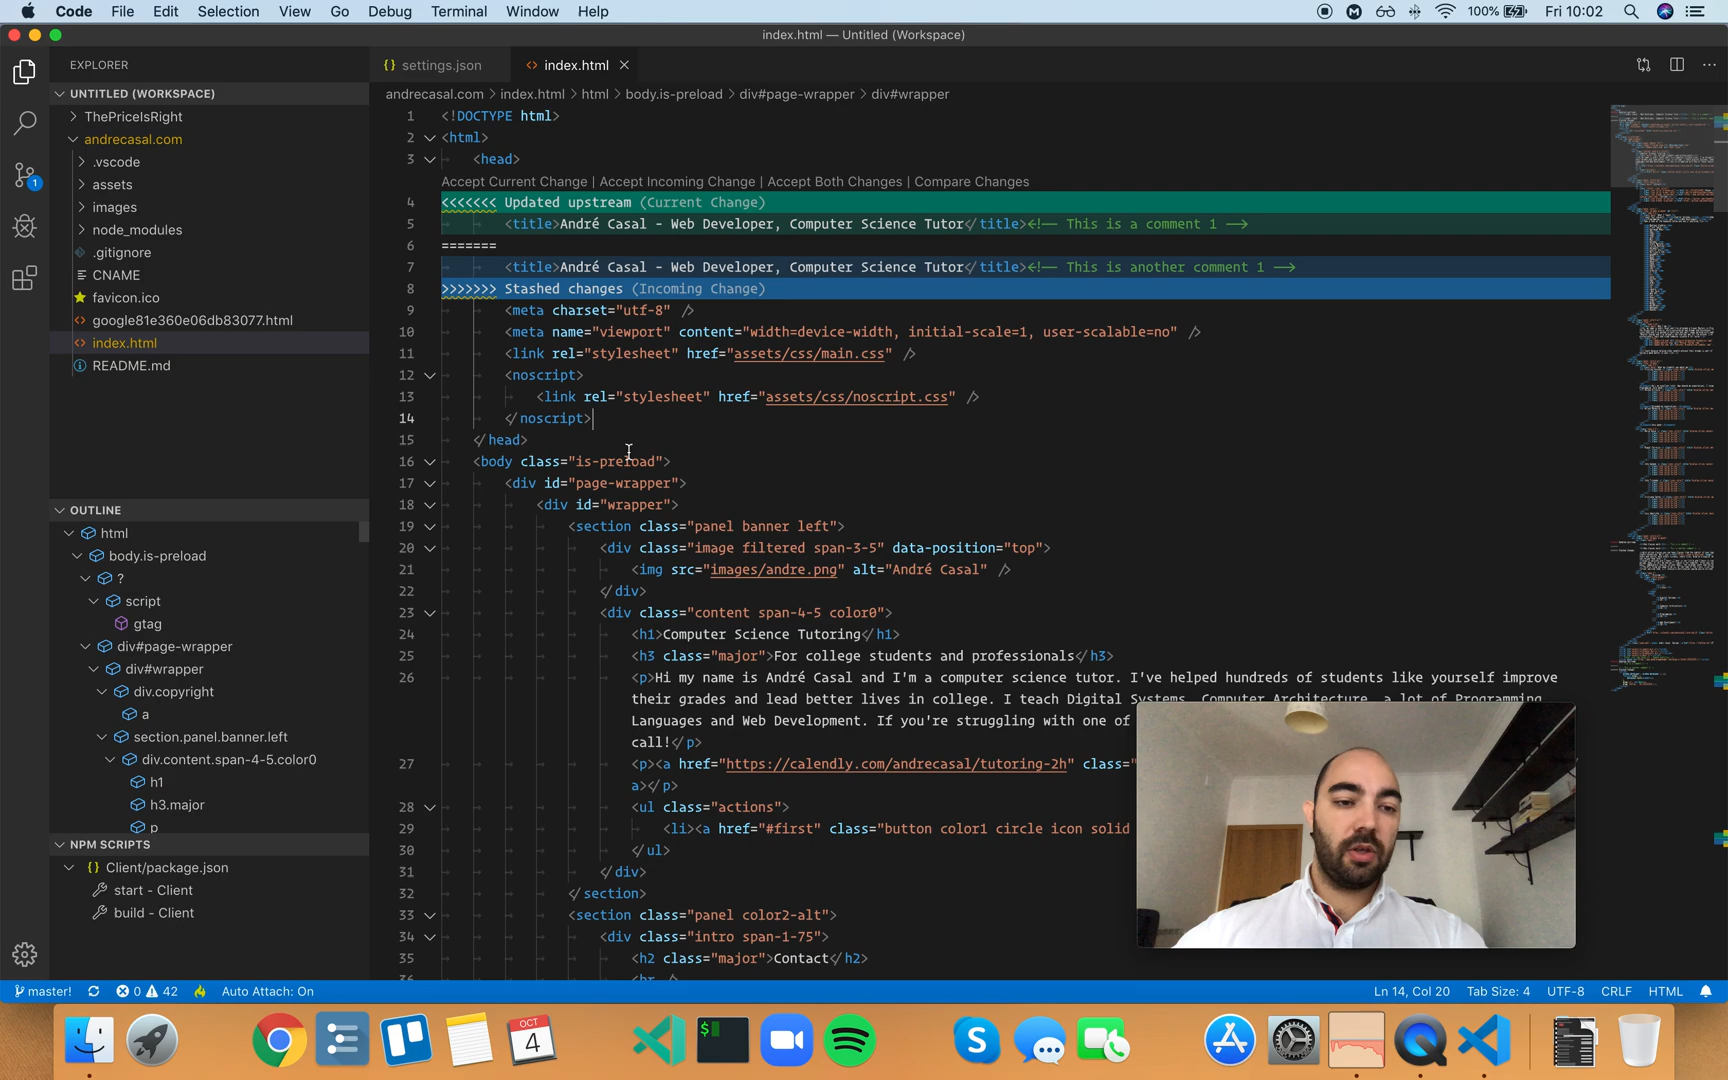 Code File Edit Selection View Go Debug Terminal Window Help
100% Fri 10:02
index.html — Untitled (Workspace)
EXPLORER
UNTITLED (WORKSPACE)
ThePriceIsRight
andrecasal.com
.vscode
assets
images
node_modules
.gitignore
CNAME
favicon.ico
google81e360e06db83077.html
index.html
README.md
OUTLINE
html
body.is-preload
?
script
gtag
div#page-wrapper
div#wrapper
div.copyright
a
section.panel.banner.left
div.content.span-4-5.color0
h1
h3.major
p
NPM SCRIPTS
Client/package.json
start - Client
build - Client
settings.json index.html
andrecasal.com > index.html > html > body.is-preload > div#page-wrapper > div#wrapper
1 <!DOCTYPE html>
2 <html>
3 <head>
Accept Current Change | Accept Incoming Change | Accept Both Changes | Compare Changes
4 <<<<<<< Updated upstream (Current Change)
5 <title>André Casal - Web Developer, Computer Science Tutor</title><!-- This is a comment 1 -->
6 =======
7 <title>André Casal - Web Developer, Computer Science Tutor</title><!-- This is another comment 1 -->
8 >>>>>>> Stashed changes (Incoming Change)
9 <meta charset="utf-8" />
10 <meta name="viewport" content="width=device-width, initial-scale=1, user-scalable=no" />
11 <link rel="stylesheet" href="assets/css/main.css" />
12 <noscript>
13 <link rel="stylesheet" href="assets/css/noscript.css" />
14 </noscript>
15 </head>
16 <body class="is-preload">
17 <div id="page-wrapper">
18 <div id="wrapper">
19 <section class="panel banner left">
20 <div class="image filtered span-3-5" data-position="top">
21 <img src="images/andre.png" alt="André Casal" />
22 </div>
23 <div class="content span-4-5 color0">
24 <h1>Computer Science Tutoring</h1>
25 <h3 class="major">For college students and professionals</h3>
26 <p>Hi my name is André Casal and I'm a computer science tutor. I've helped hundreds of students like yourself improve
their grades and lead better lives in college. I teach Digital Systems, Computer Architecture, a lot of Programming
Languages and Web Development. If you're struggling with one of
call!</p>
27 <p><a href="https://calendly.com/andrecasal/tutoring-2h" class="
a></p>
28 <ul class="actions">
29 <li><a href="#first" class="button color1 circle icon solid
30 </ul>
31 </div>
32 </section>
33 <section class="panel color2-alt">
34 <div class="intro span-1-75">
35 <h2 class="major">Contact</h2>
36 <br />
master! 0 42 Auto Attach: On Ln 14, Col 20 Tab Size: 4 UTF-8 CRLF HTML
OCT
4